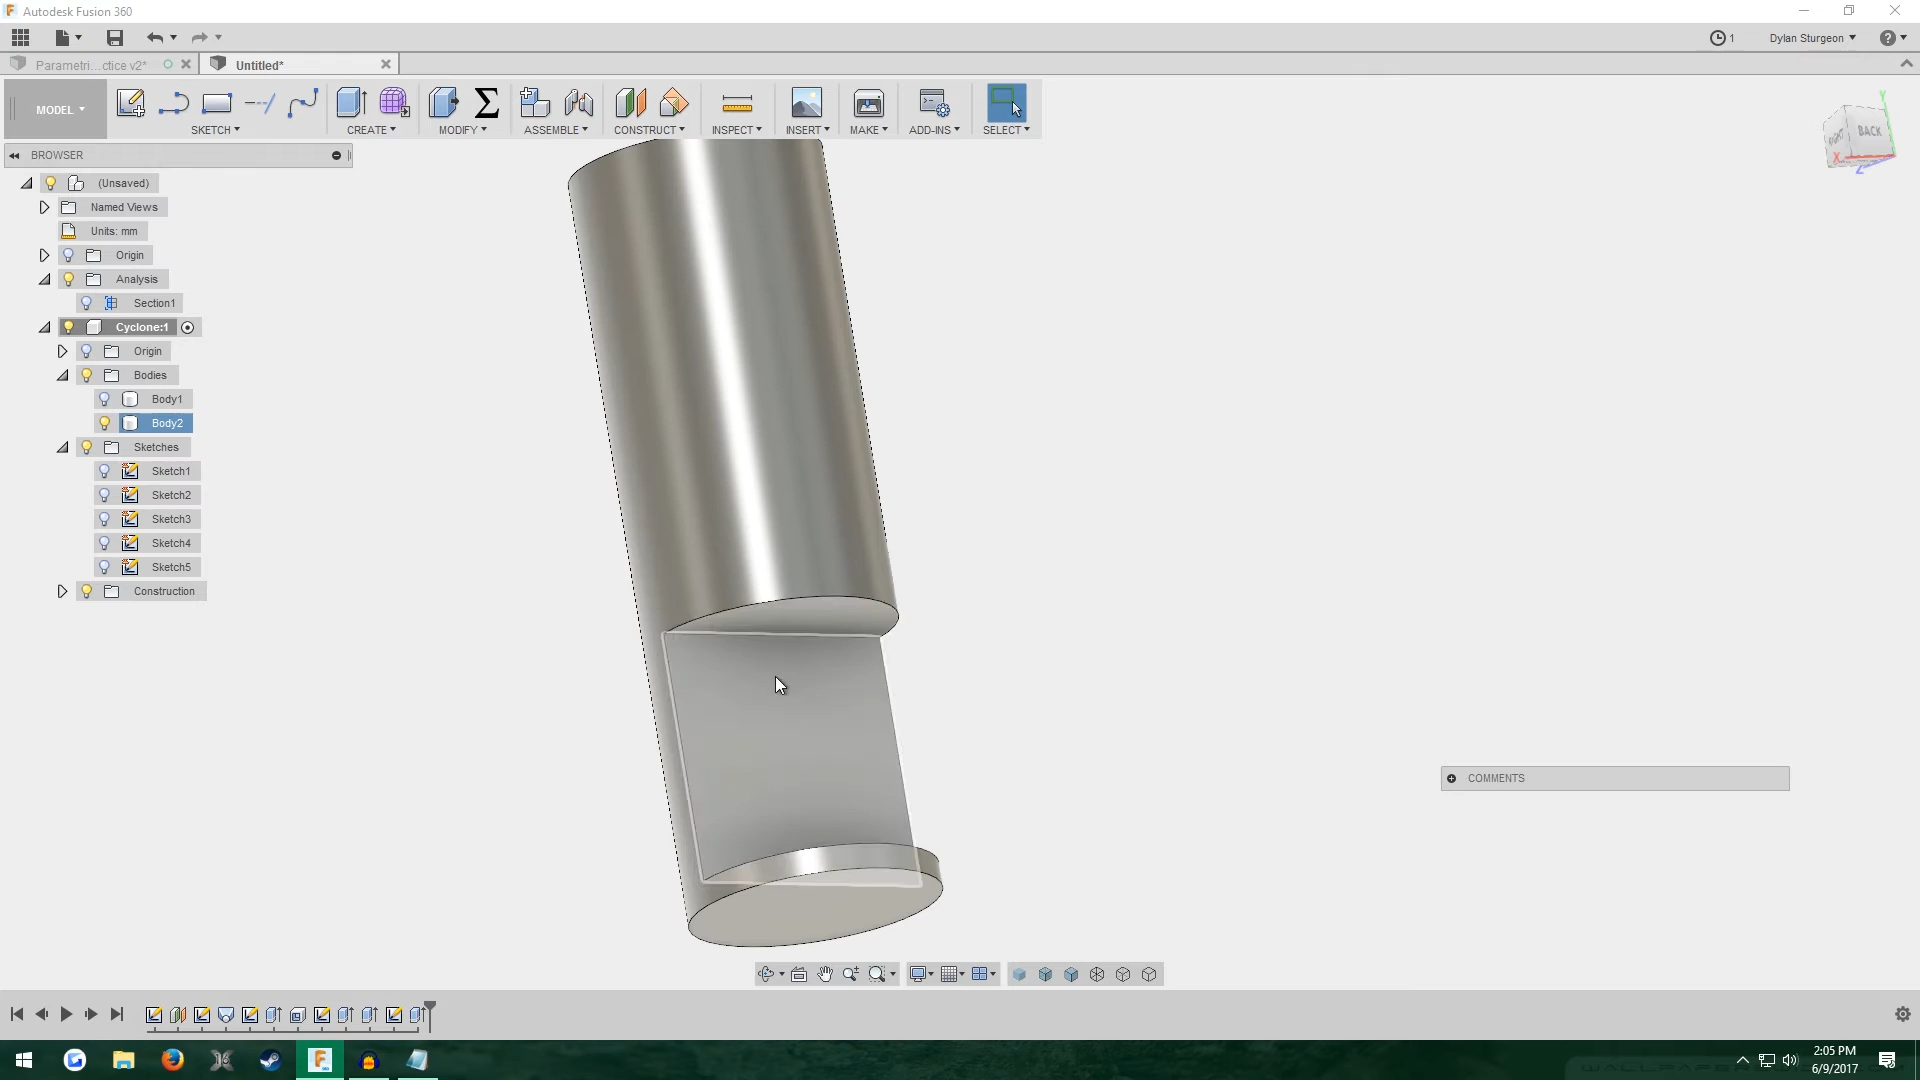 Autodesk Fusion 360
1
Dylan Sturgeon
Parametri...ctice v2*
Untitled*
MODEL
SKETCH
CREATE
MODIFY
ASSEMBLE
CONSTRUCT
INSPECT
INSERT
MAKE
ADD-INS
SELECT
Y
RIGHT
BACK
X
Z
BROWSER
(Unsaved)
Named Views
Units: mm
Origin
Analysis
Section1
Cyclone:1
Origin
Bodies
Body1
Body2
Sketches
Sketch1
Sketch2
Sketch3
Sketch4
Sketch5
Construction
COMMENTS
2:05 PM
6/9/2017